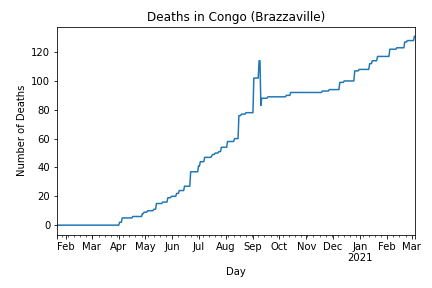 Deaths in Congo (Brazzaville)
Number of Deaths
120
100
80
60
40
20
0
Feb Mar Apr May Jun Jul Aug Sep Oct Nov Dec Jan Feb Mar
2021
Day